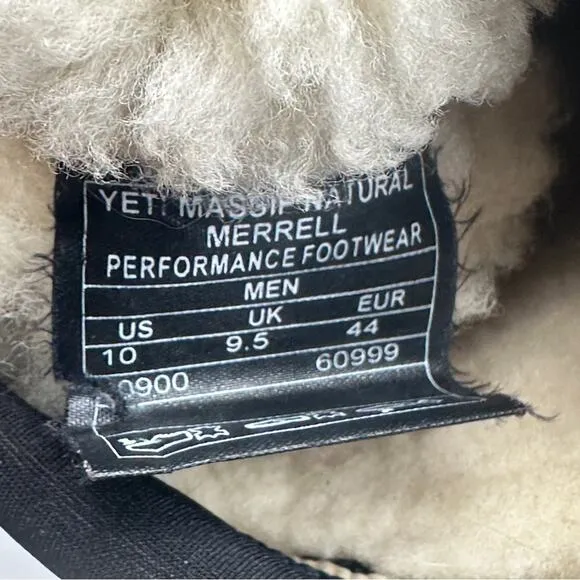 YETI MASSIF NATURAL
MERRELL
PERFORMANCE FOOTWEAR
MEN
US UK EUR
10 9.5 44
0900 60999